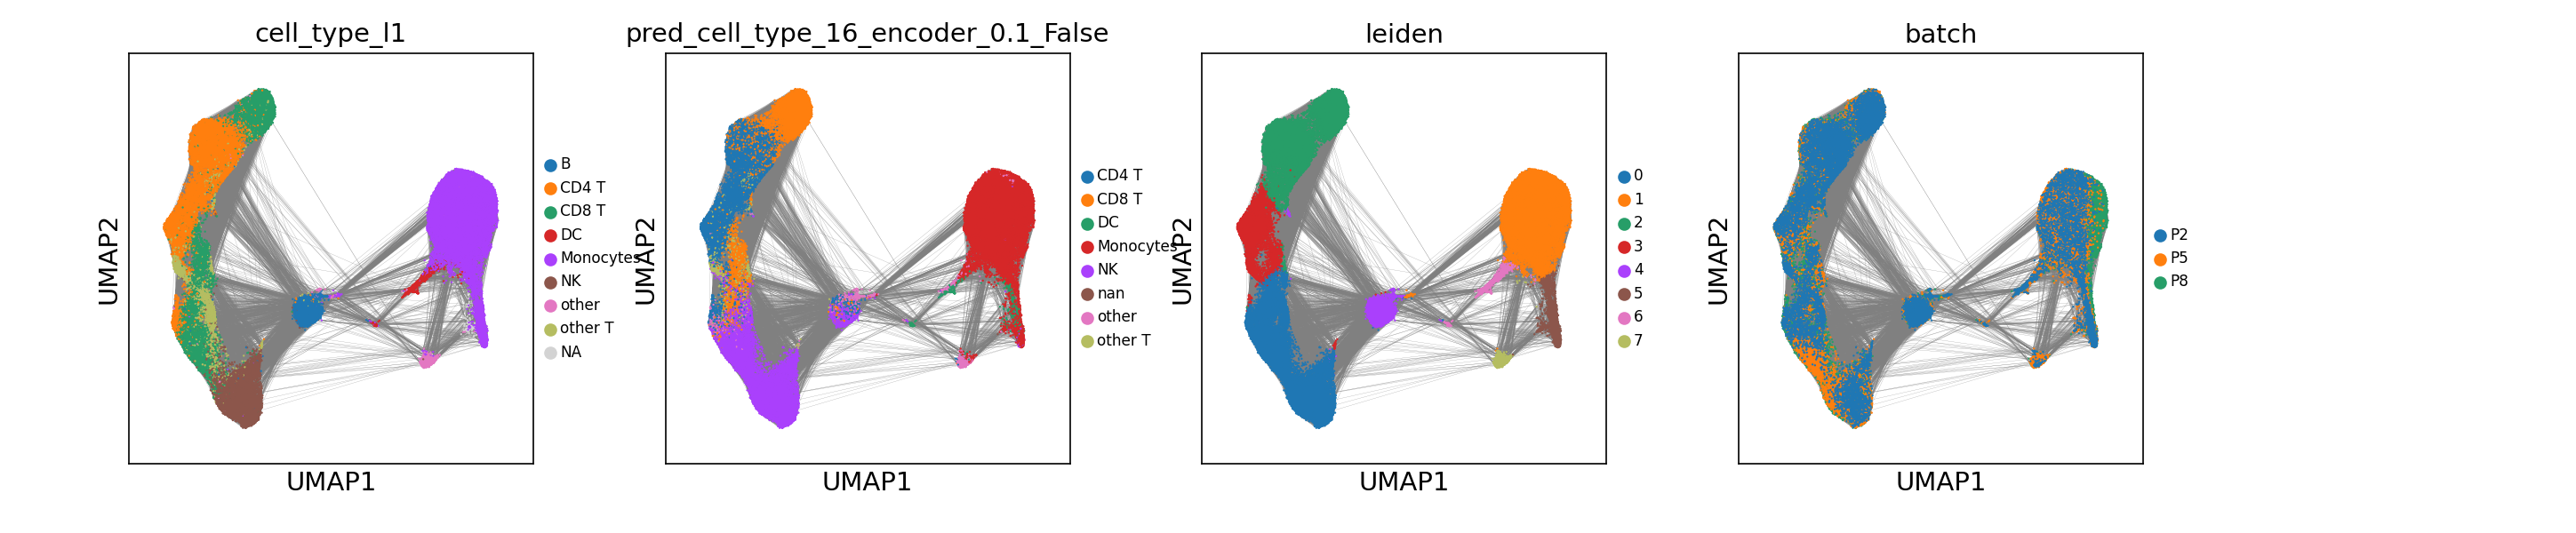 cell_type_l1
UMAP2
UMAP1
B
CD4 T
CD8 T
DC
Monocytes
NK
other
other T
NA
pred_cell_type_16_encoder_0.1_False
UMAP2
UMAP1
CD4 T
CD8 T
DC
Monocytes
NK
nan
other
other T
leiden
UMAP2
UMAP1
0
1
2
3
4
5
6
7
batch
UMAP2
UMAP1
P2
P5
P8